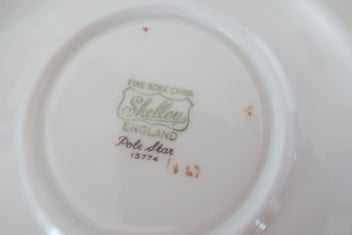 FINE BONE CHINA
Shelley
ENGLAND
Pole Star
13774